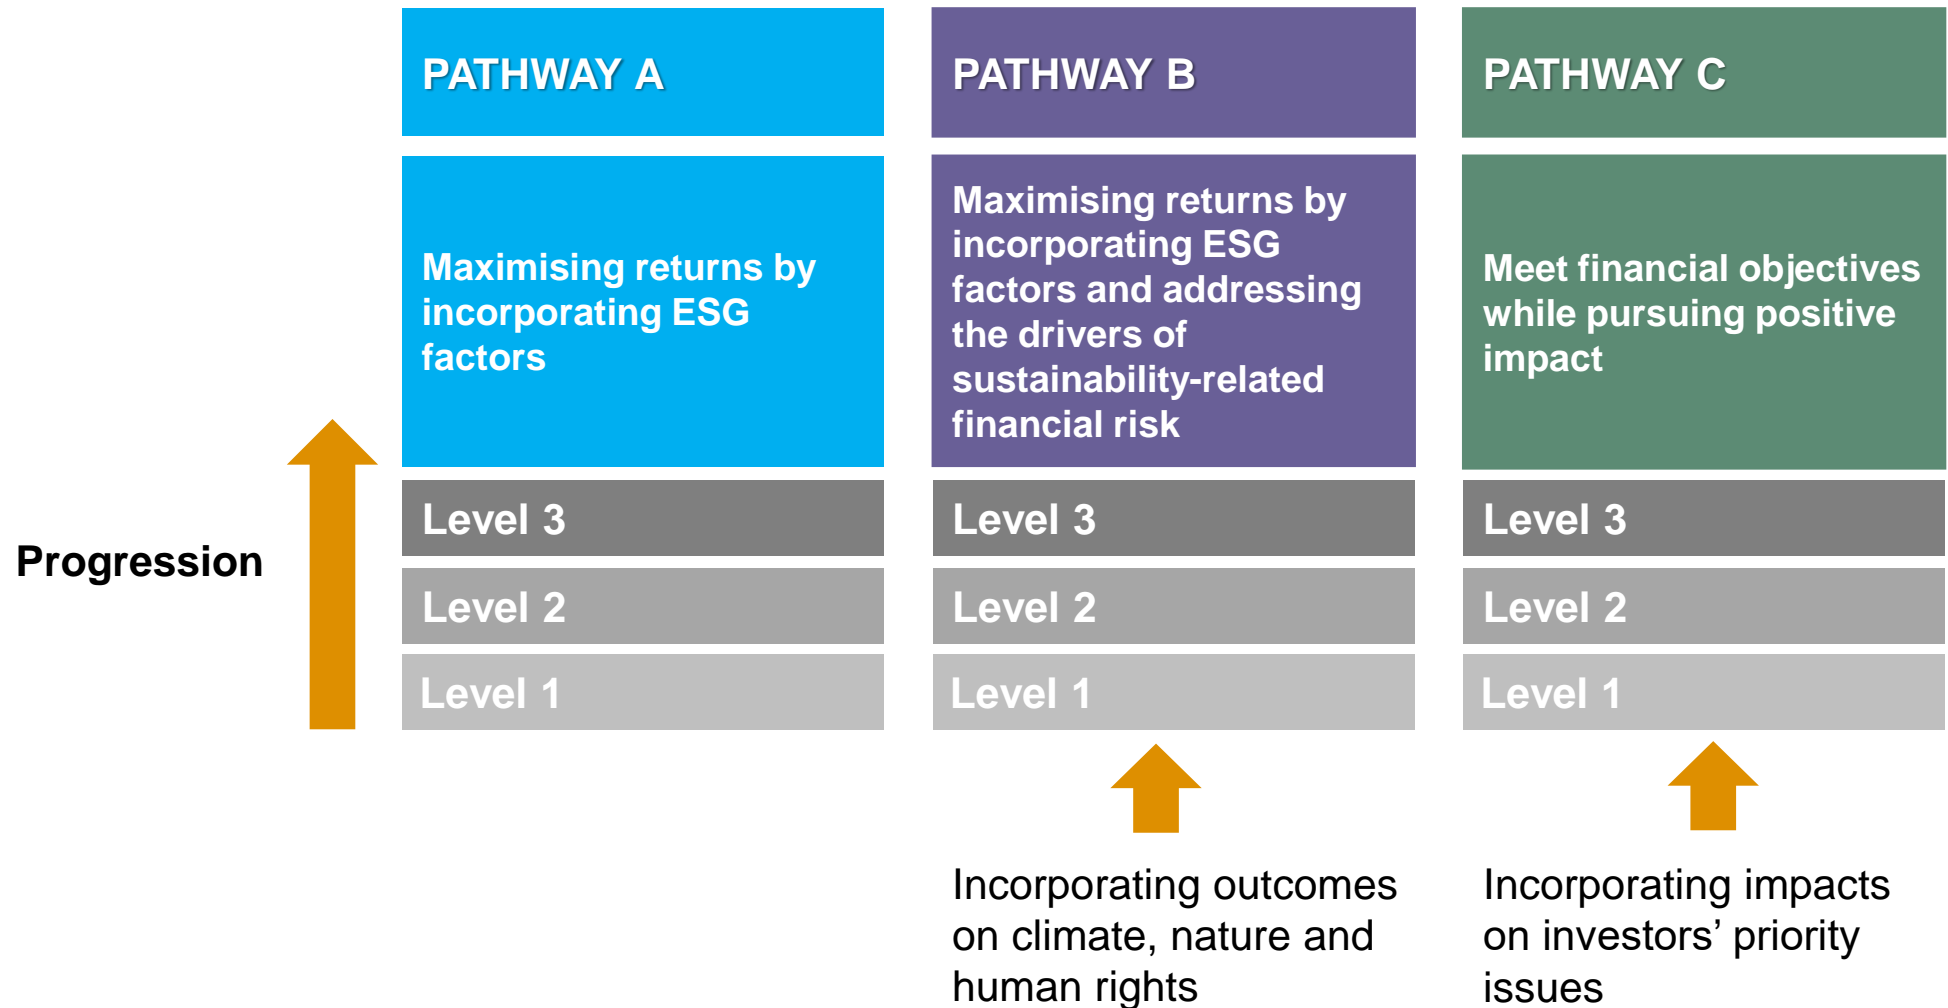 PATHWAY A
PATHWAY B
PATHWAY C
Maximising returns by
incorporating ESG
factors
Maximising returns by
incorporating ESG
factors and addressing
the drivers of
sustainability-related
financial risk
Meet financial objectives
while pursuing positive
impact
Progression
Level 3
Level 3
Level 3
Level 2
Level 2
Level 2
Level 1
Level 1
Level 1
Incorporating outcomes
on climate, nature and
human rights
Incorporating impacts
on investors’ priority
issues